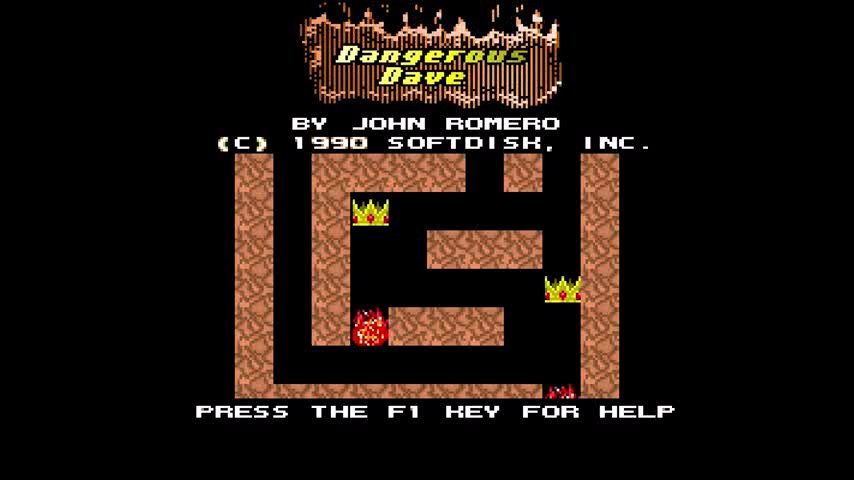 Dangerous
Dave
BY JOHN ROMERO
(C) 1990 SOFTDISK, INC.
PRESS THE F1 KEY FOR HELP